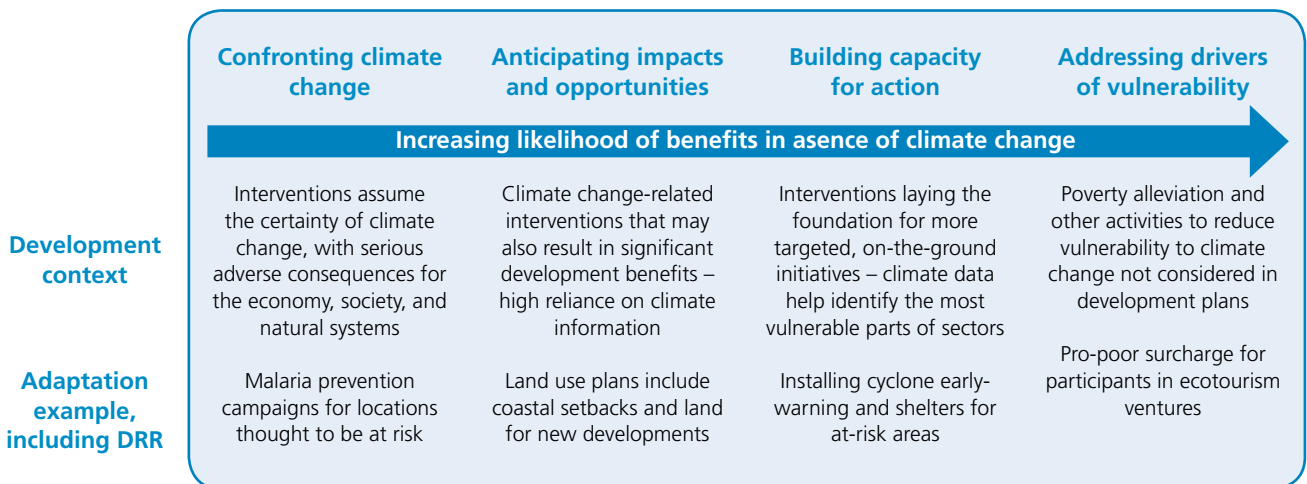 Confronting climate
change
Anticipating impacts
and opportunities
Building capacity
for action
Addressing drivers
of vulnerability
Increasing likelihood of benefits in asence of climate change
Development
context
Interventions assume
the certainty of climate
change, with serious
adverse consequences for
the economy, society, and
natural systems
Climate change-related
interventions that may
also result in significant
development benefits –
high reliance on climate
information
Interventions laying the
foundation for more
targeted, on-the-ground
initiatives – climate data
help identify the most
vulnerable parts of sectors
Poverty alleviation and
other activities to reduce
vulnerability to climate
change not considered in
development plans
Adaptation
example,
including DRR
Malaria prevention
campaigns for locations
thought to be at risk
Land use plans include
coastal setbacks and land
for new developments
Installing cyclone early-
warning and shelters for
at-risk areas
Pro-poor surcharge for
participants in ecotourism
ventures